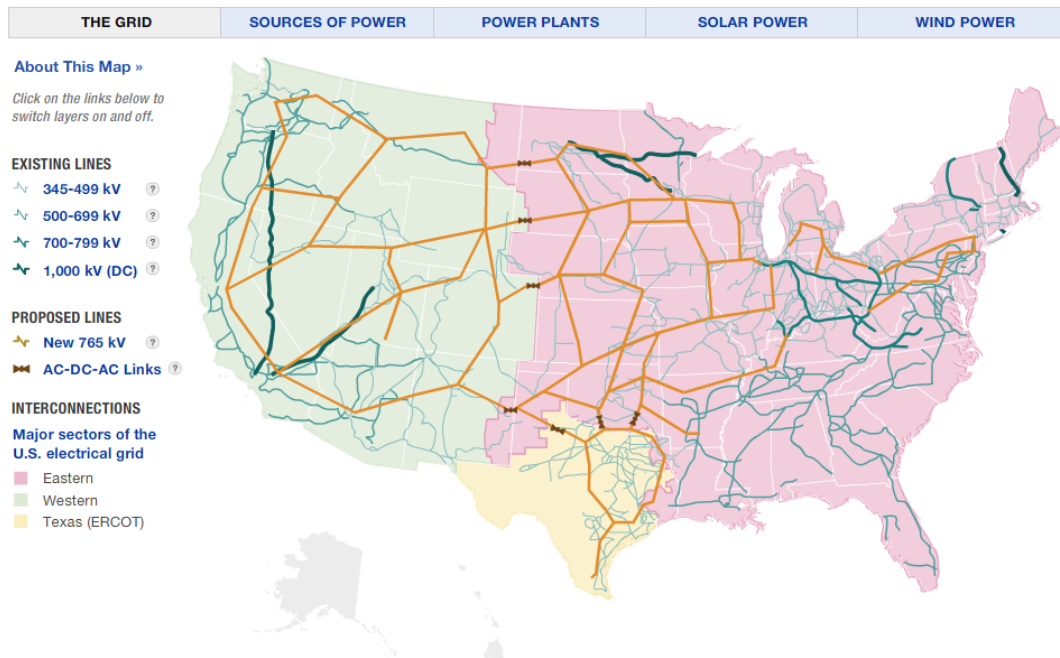 THE GRID
SOURCES OF POWER
POWER PLANTS
SOLAR POWER
WIND POWER
About This Map »
Click on the links below to
switch layers on and off.
EXISTING LINES
345-499 kV ?
500-699 kV ?
700-799 kV ?
1,000 kV (DC) ?
PROPOSED LINES
New 765 kV ?
AC-DC-AC Links ?
INTERCONNECTIONS
Major sectors of the
U.S. electrical grid
Eastern
Western
Texas (ERCOT)